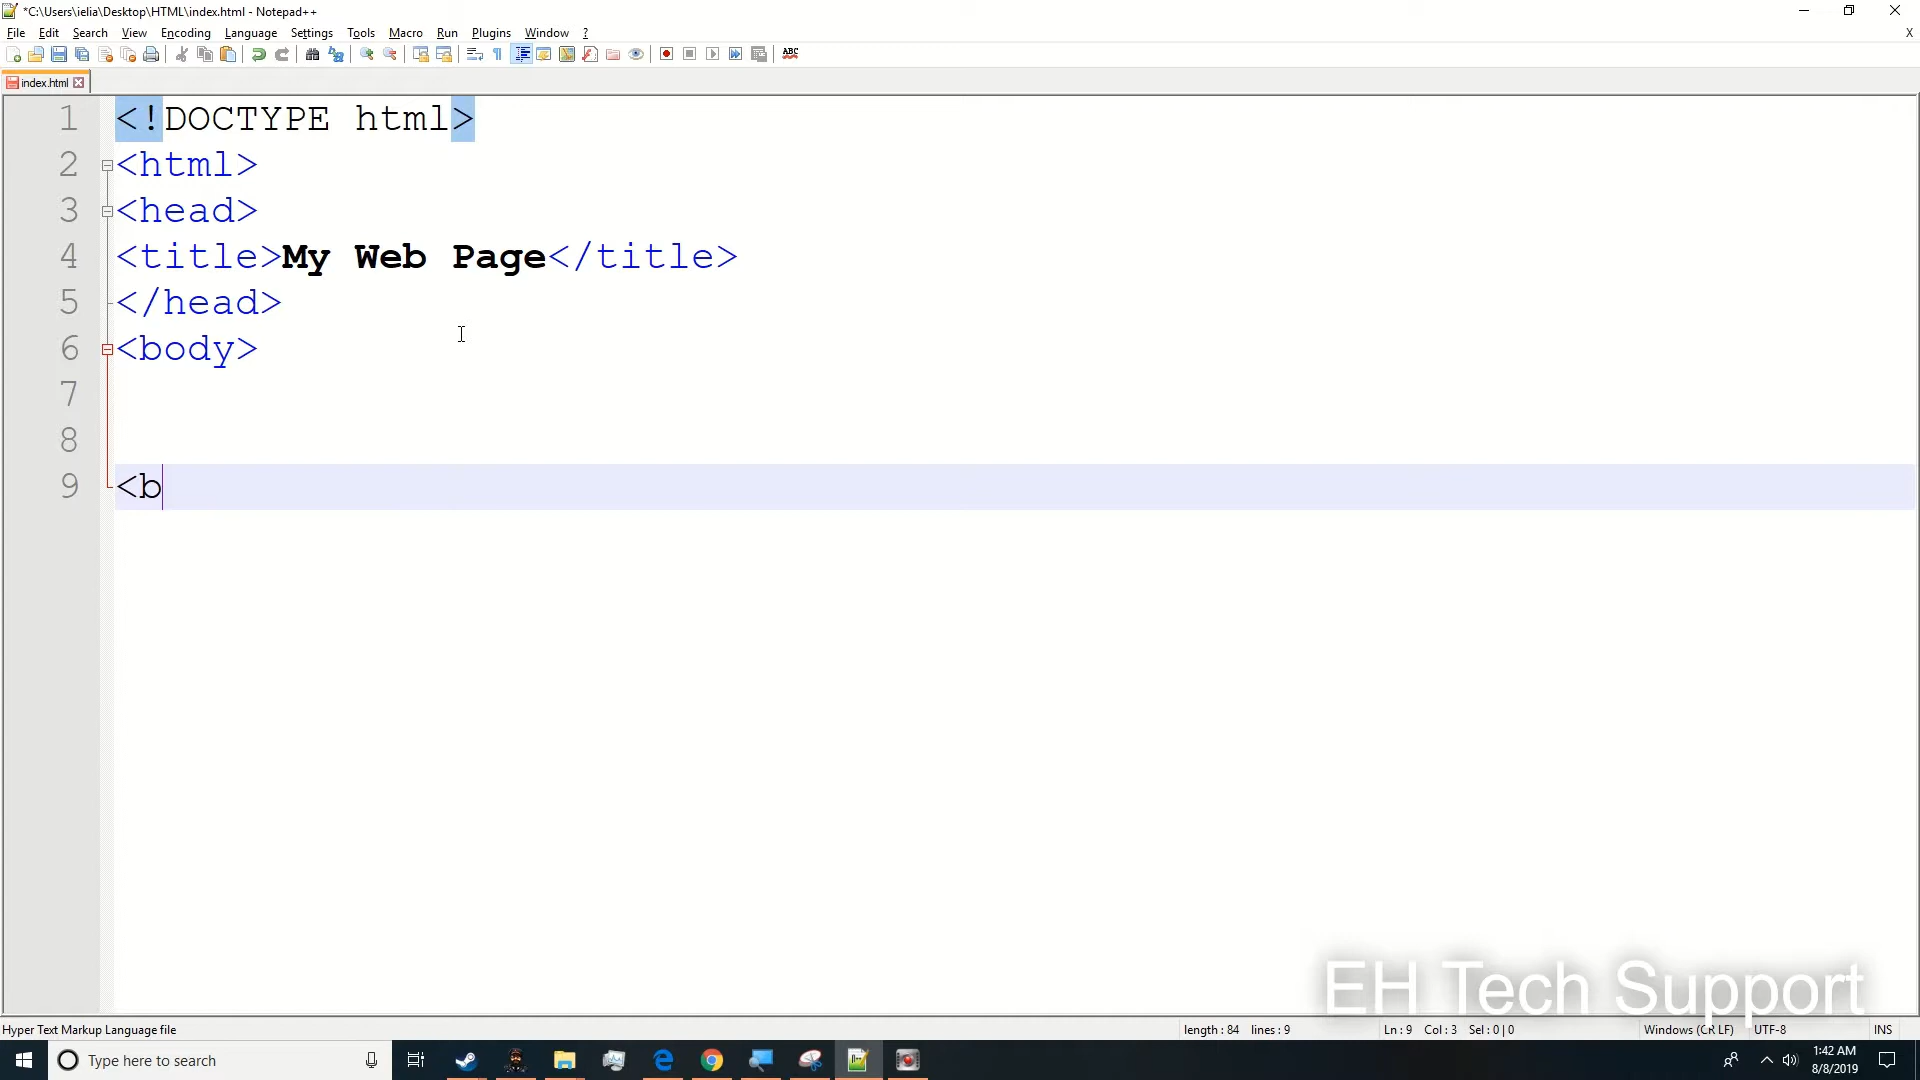 *C:\Users\ielia\Desktop\HTML\index.html - Notepad++
File Edit Search View Encoding Language Settings Tools Macro Run Plugins Window ? X
ABC
index.html
1 <!DOCTYPE html>
2 <html>
3 <head>
4 <title>My Web Page</title>
5 </head>
6 <body>
7
8
9 <b
EH Tech Support
Hyper Text Markup Language file length : 84 lines : 9 Ln : 9 Col : 3 Sel : 0 | 0 Windows (CR LF) UTF-8 INS
Type here to search 1:42 AM
8/8/2019